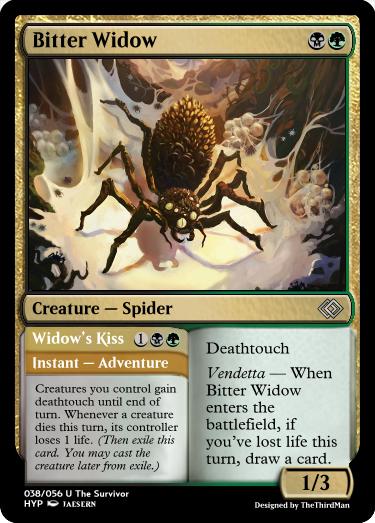 Bitter Widow
Creature — Spider
Widow's Kiss 1
Instant — Adventure
Creatures you control gain
deathtouch until end of
turn. Whenever a creature
dies this turn, its controller
loses 1 life. (Then exile this
card. You may cast the
creature later from exile.)
Deathtouch
Vendetta — When
Bitter Widow
enters the
battlefield, if
you've lost life this
turn, draw a card.
1/3
038/056 U The Survivor
HYP JAESERN
Designed by TheThirdMan